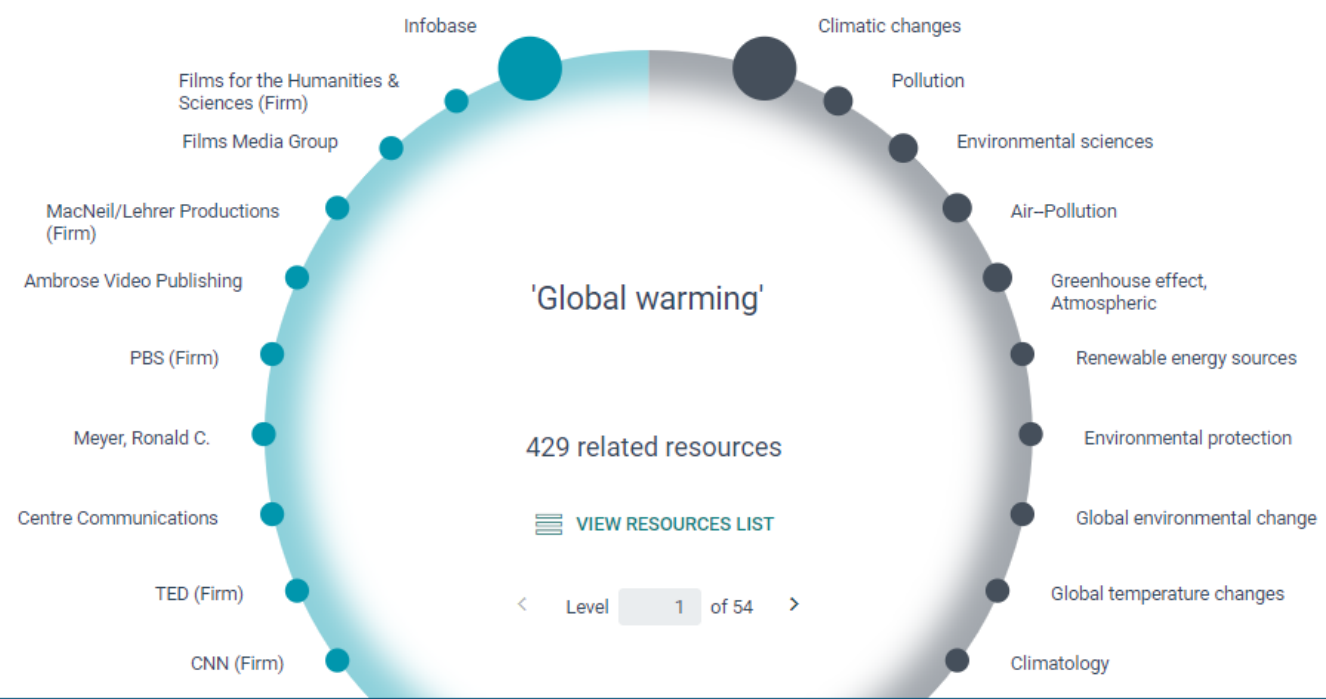 Infobase
Climatic changes
Films for the Humanities &
Sciences (Firm)
Pollution
Films Media Group
Environmental sciences
MacNeil/Lehrer Productions
(Firm)
Air–Pollution
Ambrose Video Publishing
Greenhouse effect,
Atmospheric
'Global warming'
PBS (Firm)
Renewable energy sources
Meyer, Ronald C.
Environmental protection
429 related resources
Centre Communications
VIEW RESOURCES LIST
Global environmental change
TED (Firm)
Level 1 of 54
Global temperature changes
CNN (Firm)
Climatology